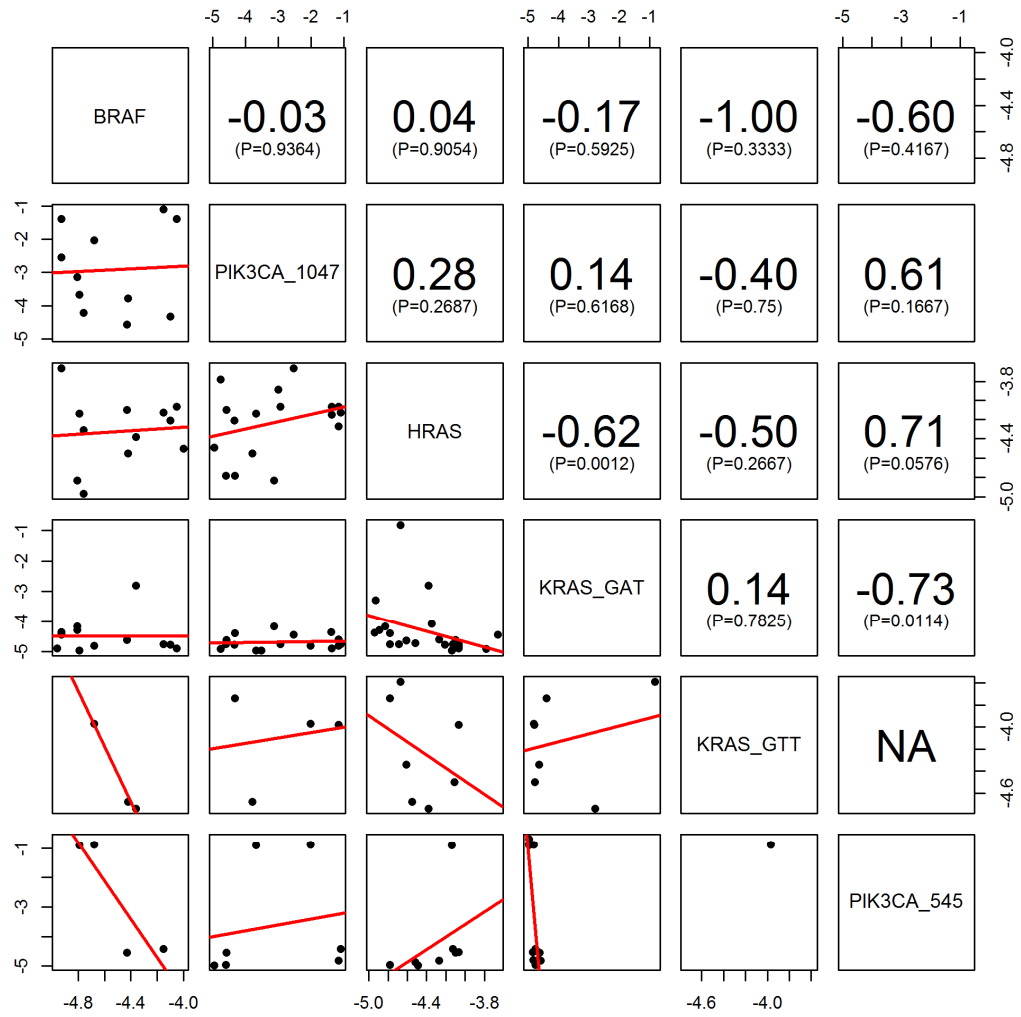 -5 -4 -3 -2 -1 -5 -4 -3 -2 -1 -5 -3 -1
BRAF -0.03 0.04 -0.17 -1.00 -0.60
(P=0.9364) (P=0.9054) (P=0.5925) (P=0.3333) (P=0.4167)
-4.0 -4.4 -4.8
-1 -2 -3 -4 -5
PIK3CA_1047 0.28 0.14 -0.40 0.61
(P=0.2687) (P=0.6168) (P=0.75) (P=0.1667)
HRAS -0.62 -0.50 0.71
(P=0.0012) (P=0.2667) (P=0.0576)
-3.8 -4.4 -5.0
-1 -2 -3 -4 -5
KRAS_GAT 0.14 -0.73
(P=0.7825) (P=0.0114)
KRAS_GTT NA
-4.0 -4.6
-1 -3 -5
PIK3CA_545
-4.8 -4.4 -4.0 -5.0 -4.4 -3.8 -4.6 -4.0